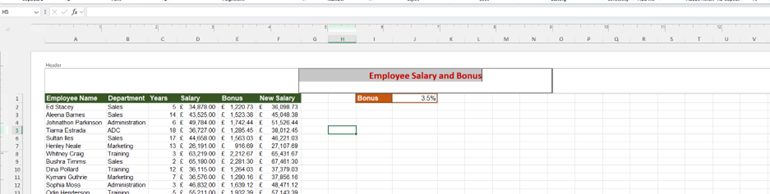 H5
fx
A B C D E F G H I J K L M N O P Q R S T U V
Header
Employee Salary and Bonus
1 Employee Name Department Years Salary Bonus New Salary Bonus 3.5%
2 Ed Stacey Sales 5 £ 34,878.00 £ 1,220.73 £ 36,098.73
3 Aleena Barnes Sales 14 £ 43,525.00 £ 1,523.38 £ 45,048.38
4 Johnathon Parkinson Administration 6 £ 49,784.00 £ 1,742.44 £ 51,526.44
5 Tiarna Estrada ADC 18 £ 36,727.00 £ 1,285.45 £ 38,012.45
6 Sultan Iles Sales 17 £ 44,658.00 £ 1,563.03 £ 46,221.03
7 Henley Neale Marketing 13 £ 26,191.00 £ 916.69 £ 27,107.69
8 Whitney Craig Training 3 £ 63,219.00 £ 2,212.67 £ 65,431.67
9 Bushra Timms Sales 2 £ 65,180.00 £ 2,281.30 £ 67,461.30
10 Dina Pollard Training 12 £ 36,115.00 £ 1,264.03 £ 37,379.03
11 Kymani Guthrie Marketing 7 £ 36,576.00 £ 1,280.16 £ 37,856.16
12 Sophia Moss Administration 3 £ 46,832.00 £ 1,639.12 £ 48,471.12
Odin Henderson Training 5 £ 55,211.00 £ 1,932.39 £ 57,143.39